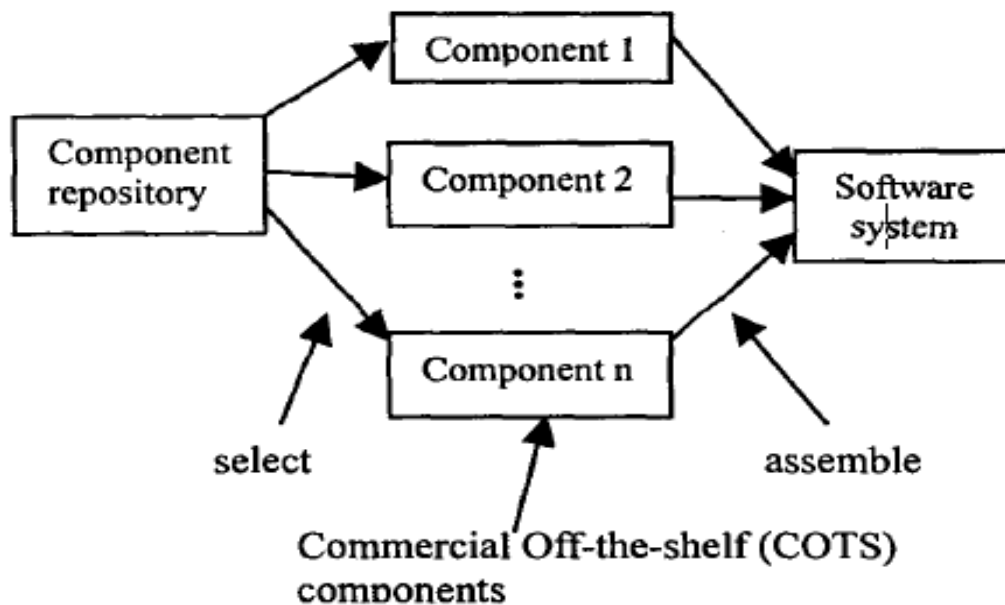 Component 1
Component
repository
Component 2
Software
system
Component n
select
assemble
Commercial Off-the-shelf (COTS)
components